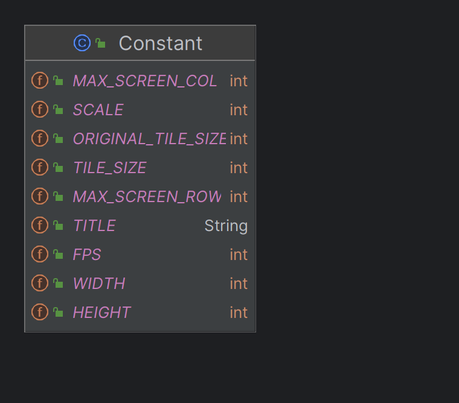 C Constant
f MAX_SCREEN_COL int
f SCALE int
f ORIGINAL_TILE_SIZE int
f TILE_SIZE int
f MAX_SCREEN_ROW int
f TITLE String
f FPS int
f WIDTH int
f HEIGHT int